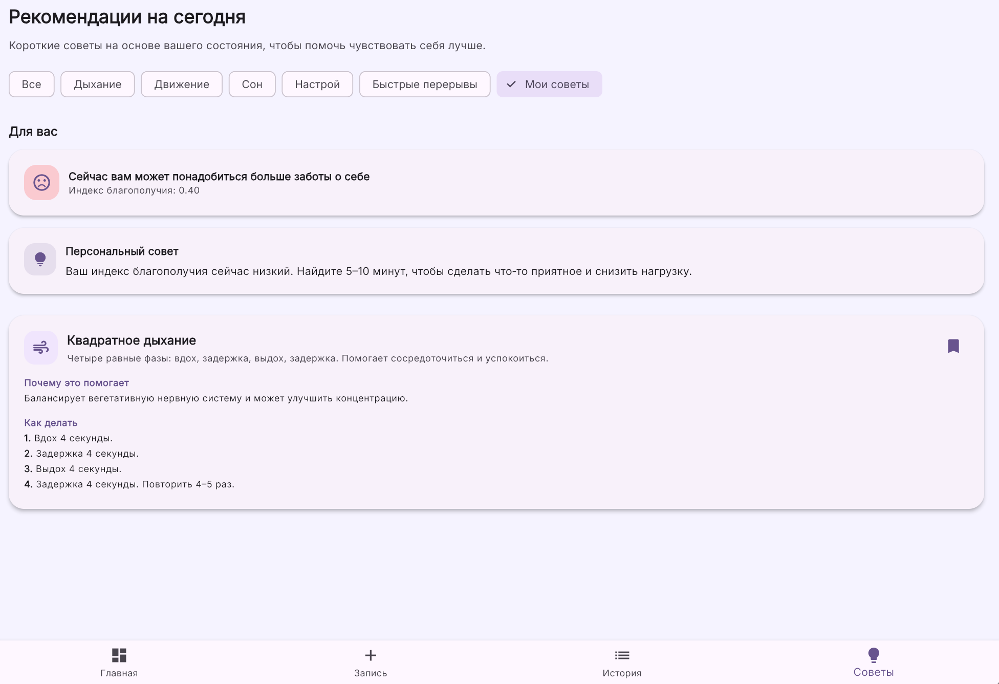 Рекомендации на сегодня
Короткие советы на основе вашего состояния, чтобы помочь чувствовать себя лучше.
Все
Дыхание
Движение
Сон
Настрой
Быстрые перерывы
Мои советы
Для вас
Сейчас вам может понадобиться больше заботы о себе
Индекс благополучия: 0.40
Персональный совет
Ваш индекс благополучия сейчас низкий. Найдите 5–10 минут, чтобы сделать что-то приятное и снизить нагрузку.
Квадратное дыхание
Четыре равные фазы: вдох, задержка, выдох, задержка. Помогает сосредоточиться и успокоиться.
Почему это помогает
Балансирует вегетативную нервную систему и может улучшить концентрацию.
Как делать
1. Вдох 4 секунды.
2. Задержка 4 секунды.
3. Выдох 4 секунды.
4. Задержка 4 секунды. Повторить 4–5 раз.
Главная
Запись
История
Советы